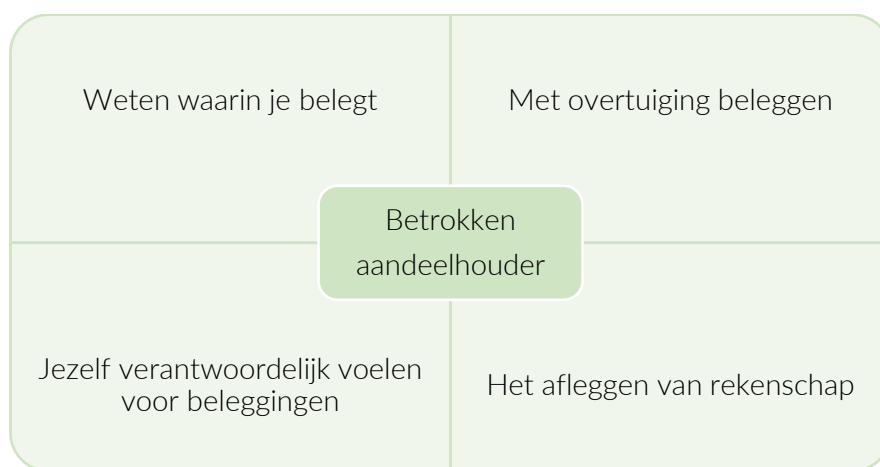 Weten waarin je belegt
Met overtuiging beleggen
Betrokken
aandeelhouder
Jezelf verantwoordelijk voelen
voor beleggingen
Het afleggen van rekenschap